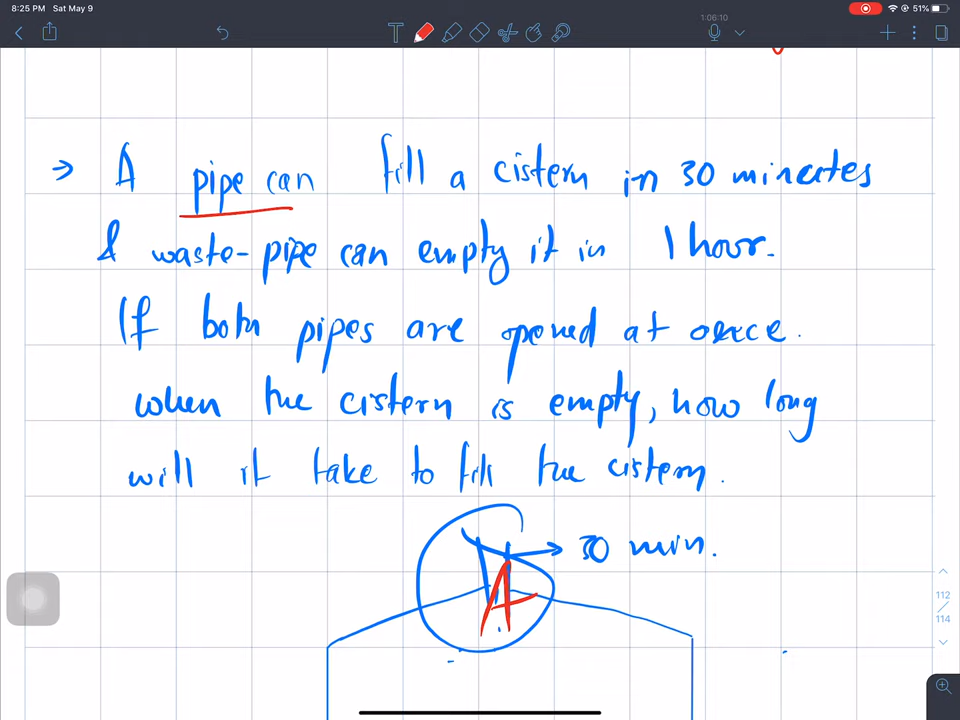 8:25 PM Sat May 9
51%
1:06:10
T
→ A pipe can fill a cistern in 30 minutes
& waste-pipe can empty it in 1 hour.
If both pipes are opened at once.
when the cistern is empty, how long
will it take to fill the cistern.
→ 30 min.
A
112
/
114